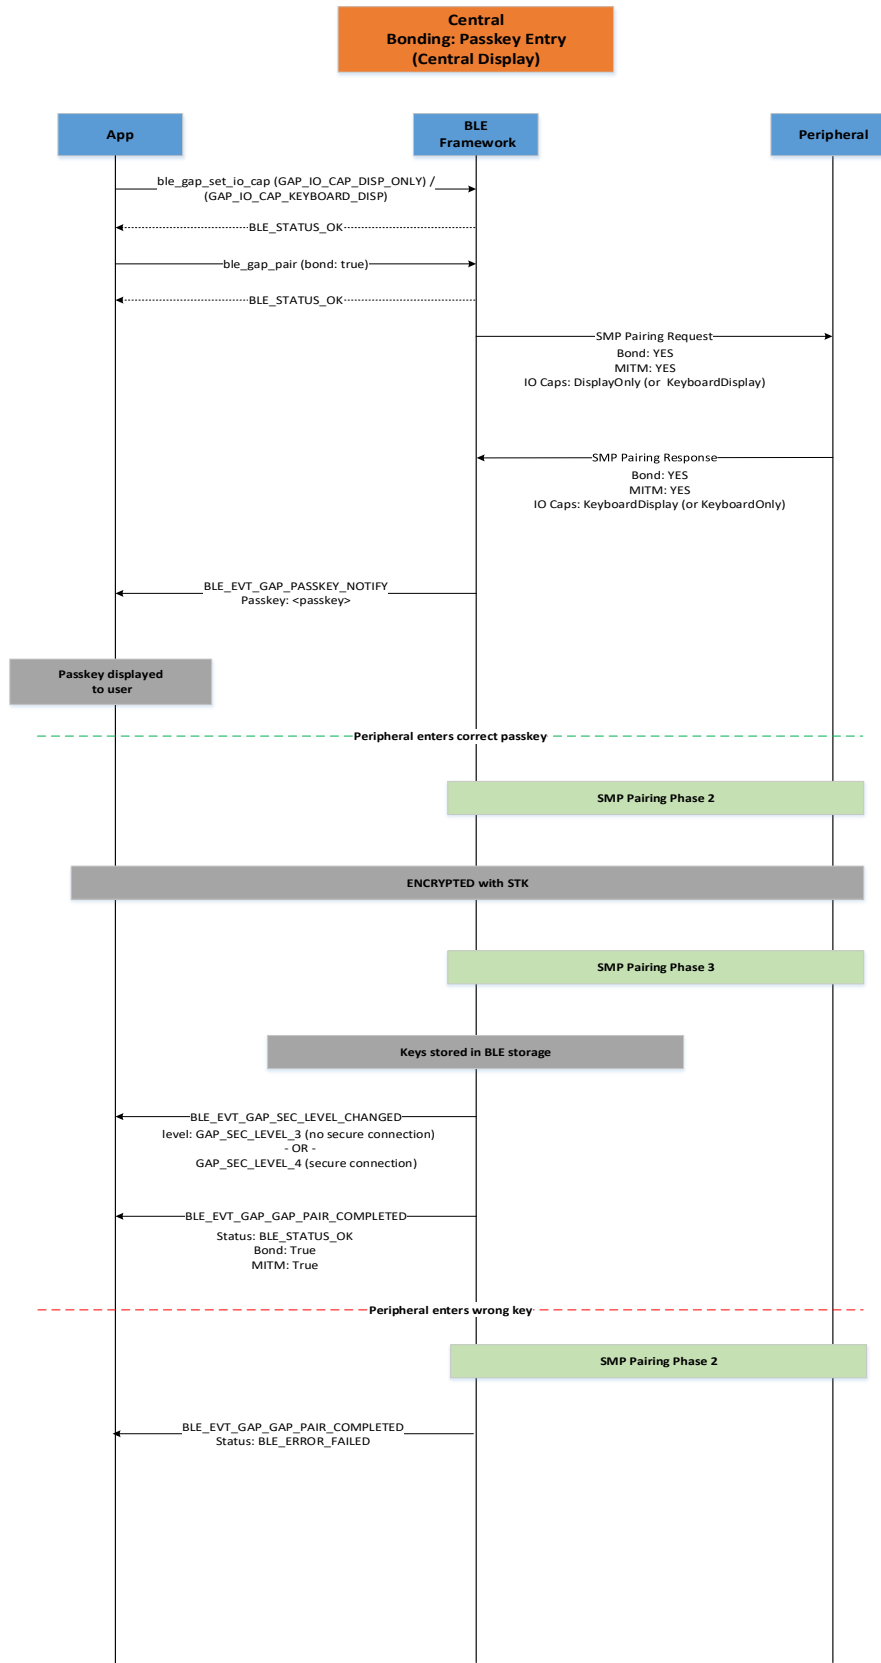 Central
Bonding: Passkey Entry
(Central Display)
App
BLE
Framework
Peripheral
ble_gap_set_io_cap (GAP_IO_CAP_DISP_ONLY) /
(GAP_IO_CAP_KEYBOARD_DISP)
BLE_STATUS_OK
ble_gap_pair (bond: true)
BLE_STATUS_OK
SMP Pairing Request
Bond: YES
MITM: YES
IO Caps: DisplayOnly (or KeyboardDisplay)
SMP Pairing Response
Bond: YES
MITM: YES
IO Caps: KeyboardDisplay (or KeyboardOnly)
BLE_EVT_GAP_PASSKEY_NOTIFY
Passkey: <passkey>
Passkey displayed
to user
Peripheral enters correct passkey
SMP Pairing Phase 2
ENCRYPTED with STK
SMP Pairing Phase 3
Keys stored in BLE storage
BLE_EVT_GAP_SEC_LEVEL_CHANGED
level: GAP_SEC_LEVEL_3 (no secure connection)
- OR -
GAP_SEC_LEVEL_4 (secure connection)
BLE_EVT_GAP_GAP_PAIR_COMPLETED
Status: BLE_STATUS_OK
Bond: True
MITM: True
Peripheral enters wrong key
SMP Pairing Phase 2
BLE_EVT_GAP_GAP_PAIR_COMPLETED
Status: BLE_ERROR_FAILED